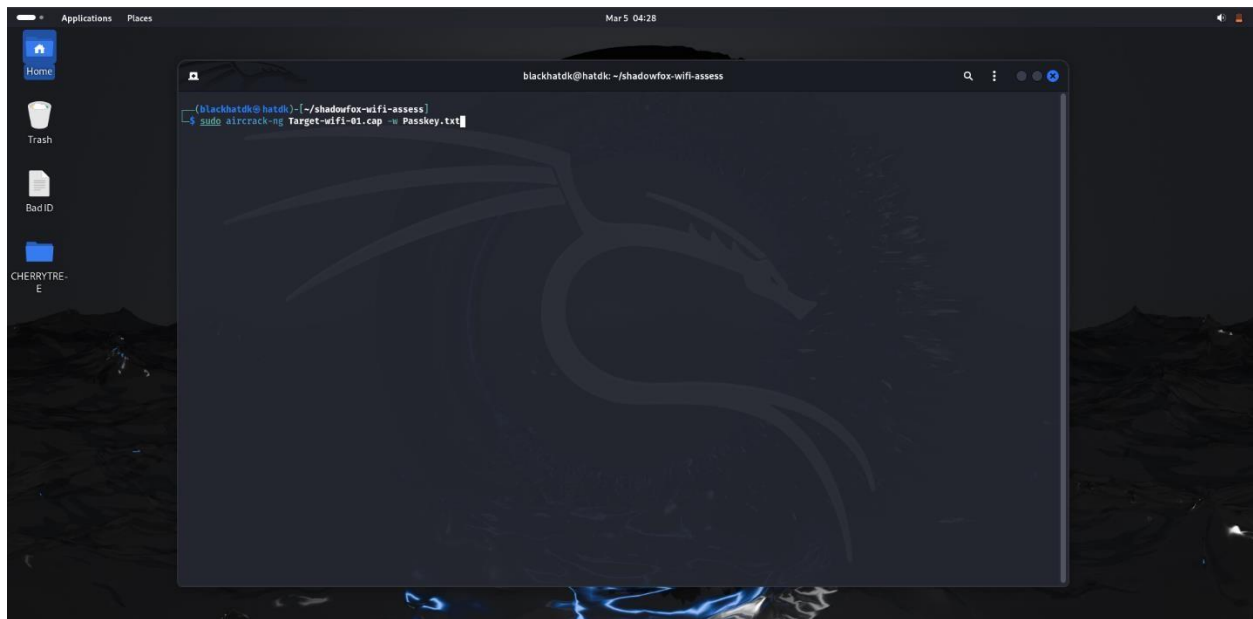 Applications Places Mar 5 04:28
Home
Trash
Bad ID
CHERRYTRE-
E
blackhatdk@hatdk: ~/shadowfox-wifi-assess
┌──(blackhatdk㉿hatdk)-[~/shadowfox-wifi-assess]
└─$ sudo aircrack-ng Target-wifi-01.cap -w Passkey.txt